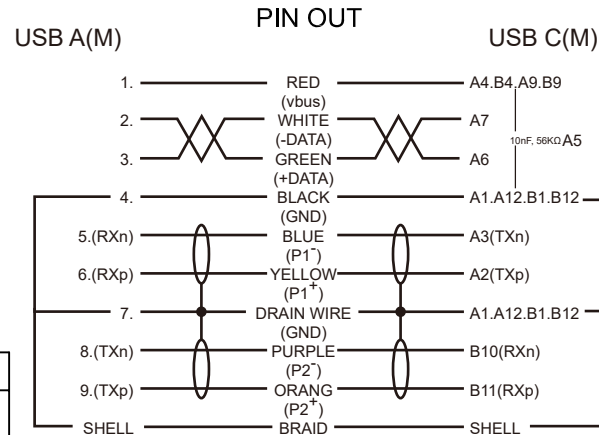 PIN OUT
USB A(M) USB C(M)
1. RED A4.B4.A9.B9
(vbus)
2. WHITE A7
(-DATA) 10nF, 56KΩ A5
3. GREEN A6
(+DATA)
4. BLACK A1.A12.B1.B12
(GND)
5.(RXn) BLUE A3(TXn)
(P1-)
6.(RXp) YELLOW A2(TXp)
(P1+)
7. DRAIN WIRE A1.A12.B1.B12
(GND)
8.(TXn) PURPLE B10(RXn)
(P2-)
9.(TXp) ORANG B11(RXp)
(P2+)
SHELL BRAID SHELL